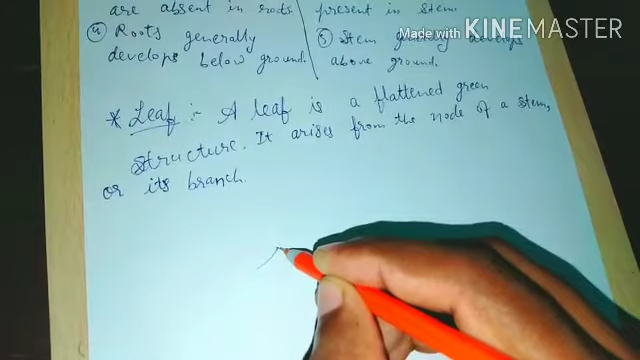 are absent in roots. present in stem.
Made with KINEMASTER
④ Roots generally
develops below ground.
⑤ Stem develops
above ground.
* Leaf :- A leaf is a flattened green
structure. It arises from the node of a stem,
or its branch.